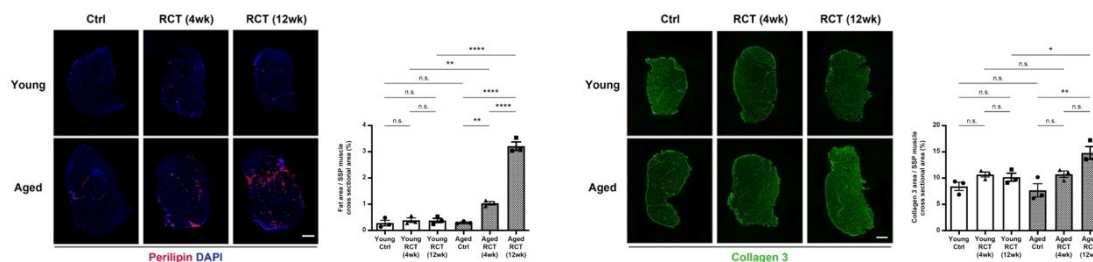 Ctrl RCT (4wk) RCT (12wk)
Young
Aged
Perilipin DAPI
****
**
n.s.
n.s. ****
n.s. n.s. ****
n.s. **
Fat area / SSP muscle
cross sectional area (%)
4
3
2
1
0
Young Ctrl
Young RCT (4wk)
Young RCT (12wk)
Aged Ctrl
Aged RCT (4wk)
Aged RCT (12wk)
Ctrl RCT (4wk) RCT (12wk)
Young
Aged
Collagen 3
*
n.s.
n.s.
n.s. **
n.s. n.s. n.s.
n.s. n.s.
Collagen 3 area / SSP muscle
cross sectional area (%)
20
15
10
5
0
Young Ctrl
Young RCT (4wk)
Young RCT (12wk)
Aged Ctrl
Aged RCT (4wk)
Aged RCT (12wk)